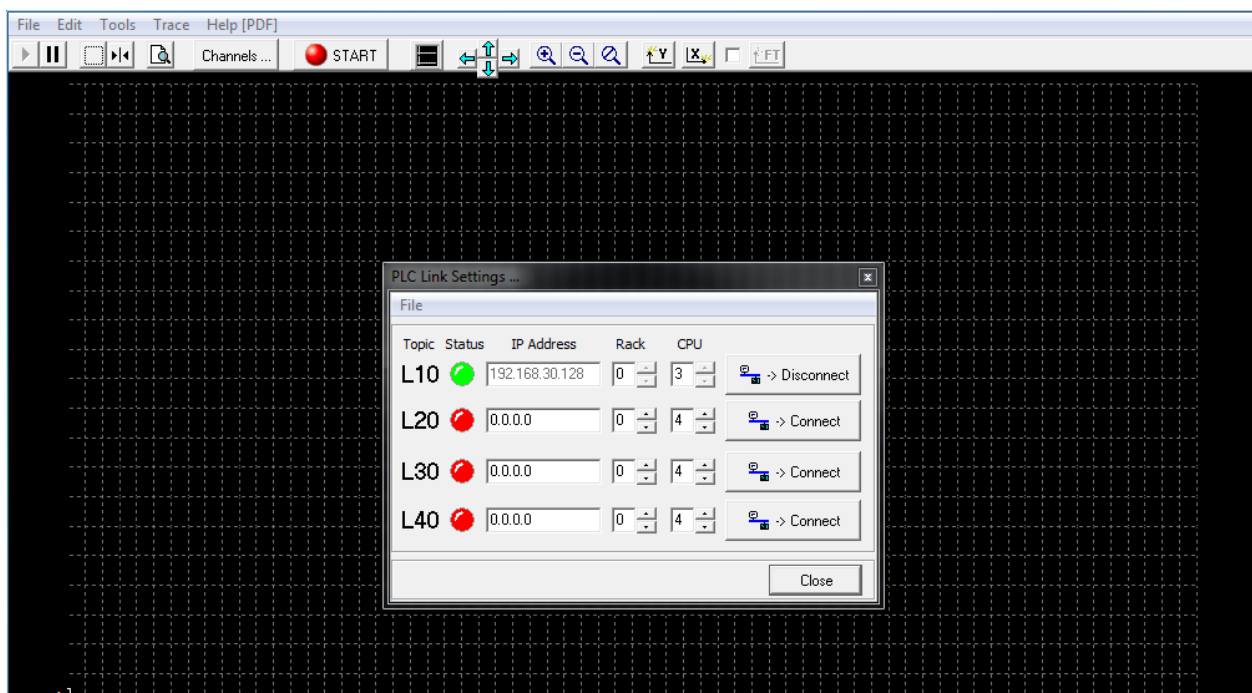 File Edit Tools Trace Help [PDF]
Channels ... START Y X FT
PLC Link Settings ...
File
Topic Status IP Address Rack CPU
L10 192.168.30.128 0 3 -> Disconnect
L20 0.0.0.0 0 4 -> Connect
L30 0.0.0.0 0 4 -> Connect
L40 0.0.0.0 0 4 -> Connect
Close